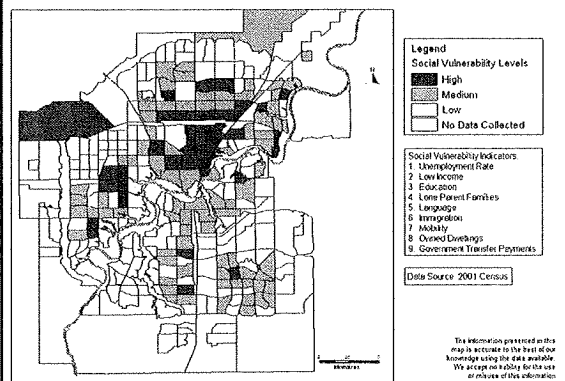 N
Legend
Social Vulnerability Levels
High
Medium
Low
No Data Collected
Social Vulnerability Indicators:
1. Unemployment Rate
2. Low Income
3. Education
4. Lone Parent Families
5. Language
6. Immigration
7. Mobility
8. Owned Dwellings
9. Government Transfer Payments
Data Source 2001 Census
The information presented in this
map is accurate to the best of our
knowledge using the data available.
We accept no liability for the use
or misuse of this information
Kilometres